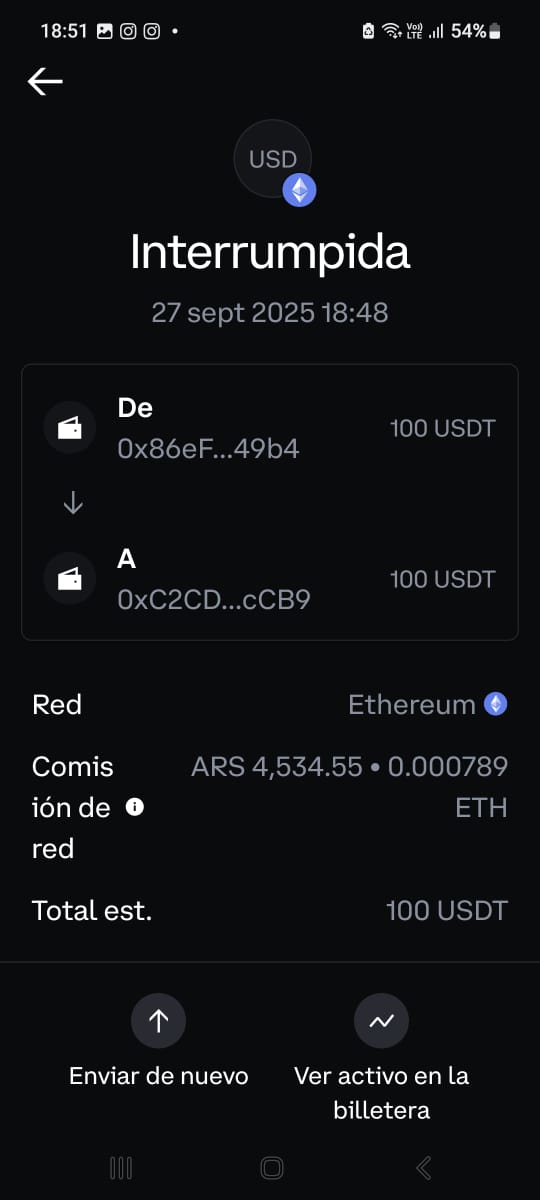 18:51
Vo)) LTE 54%
USD
Interrumpida
27 sept 2025 18:48
De
0x86eF...49b4
100 USDT
A
0xC2CD...cCB9
100 USDT
Red
Ethereum
Comis
ión de
red
ARS 4,534.55 • 0.000789
ETH
Total est.
100 USDT
Enviar de nuevo
Ver activo en la
billetera